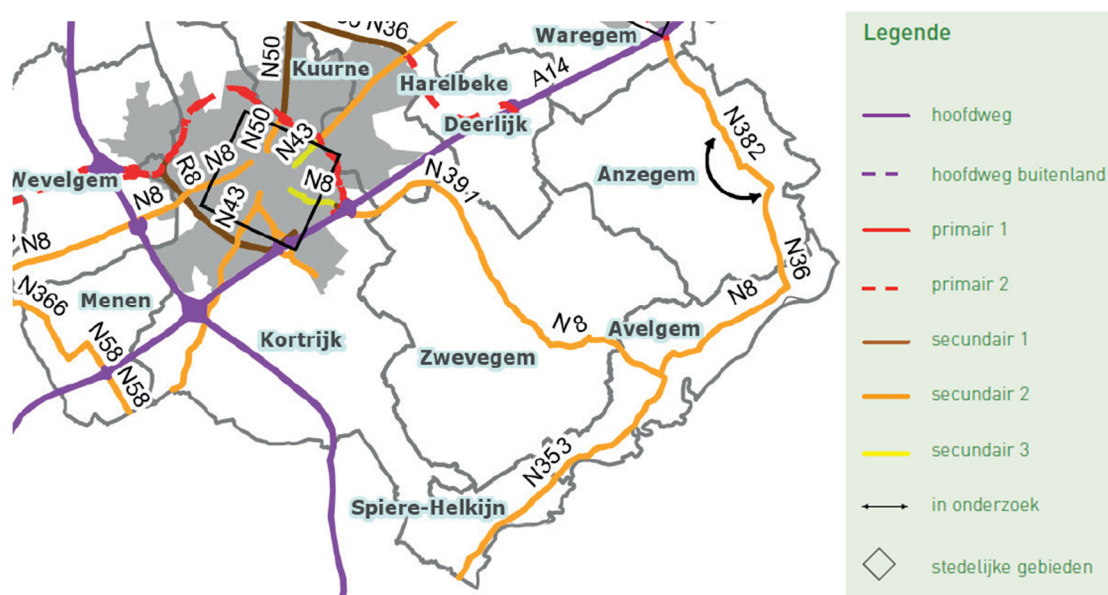 N36
N50
Kuurne
Waregem
Harelbeke
A14
Deerlijk
N382
N50
N43
N8
R8
Wevelgem
N8
N8
N43
N391
Anzegem
N8
N36
N366
Menen
N8
N8
Avelgem
N58
N58
Kortrijk
Zwevegem
N353
Spiere-Helkijn
Legende
hoofdweg
hoofdweg buitenland
primair 1
primair 2
secundair 1
secundair 2
secundair 3
in onderzoek
stedelijke gebieden